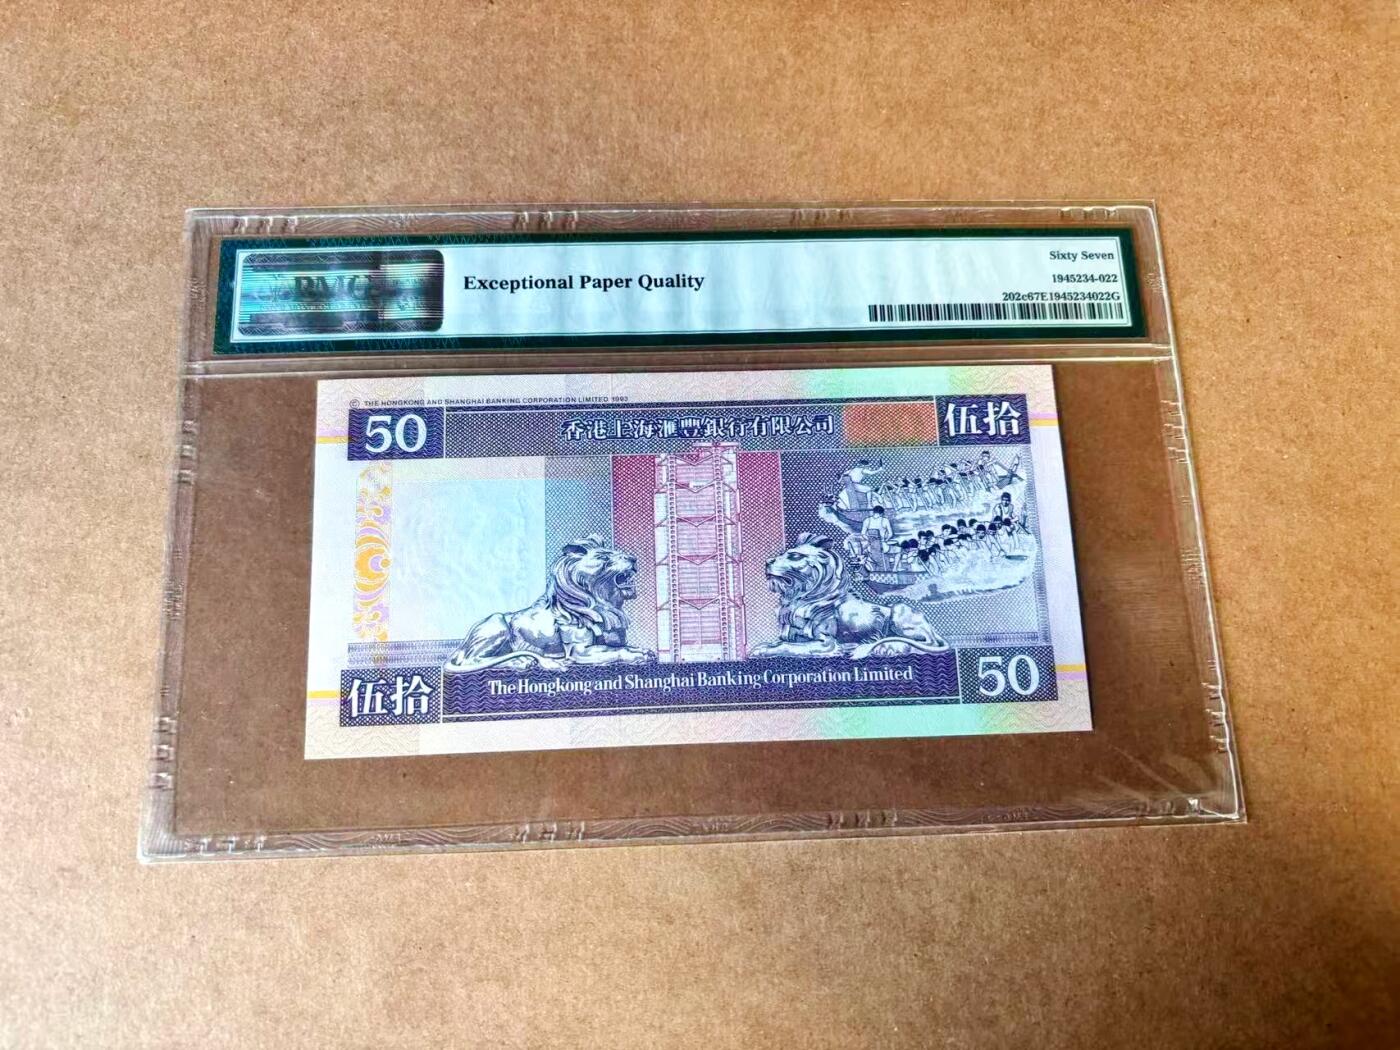 PMG
Exceptional Paper Quality
Sixty Seven
1945234-022
202c67E1945234022G
© THE HONGKONG AND SHANGHAI BANKING CORPORATION LIMITED 1993
50
香港上海滙豐銀行有限公司
伍拾
伍拾
The Hongkong and Shanghai Banking Corporation Limited
50